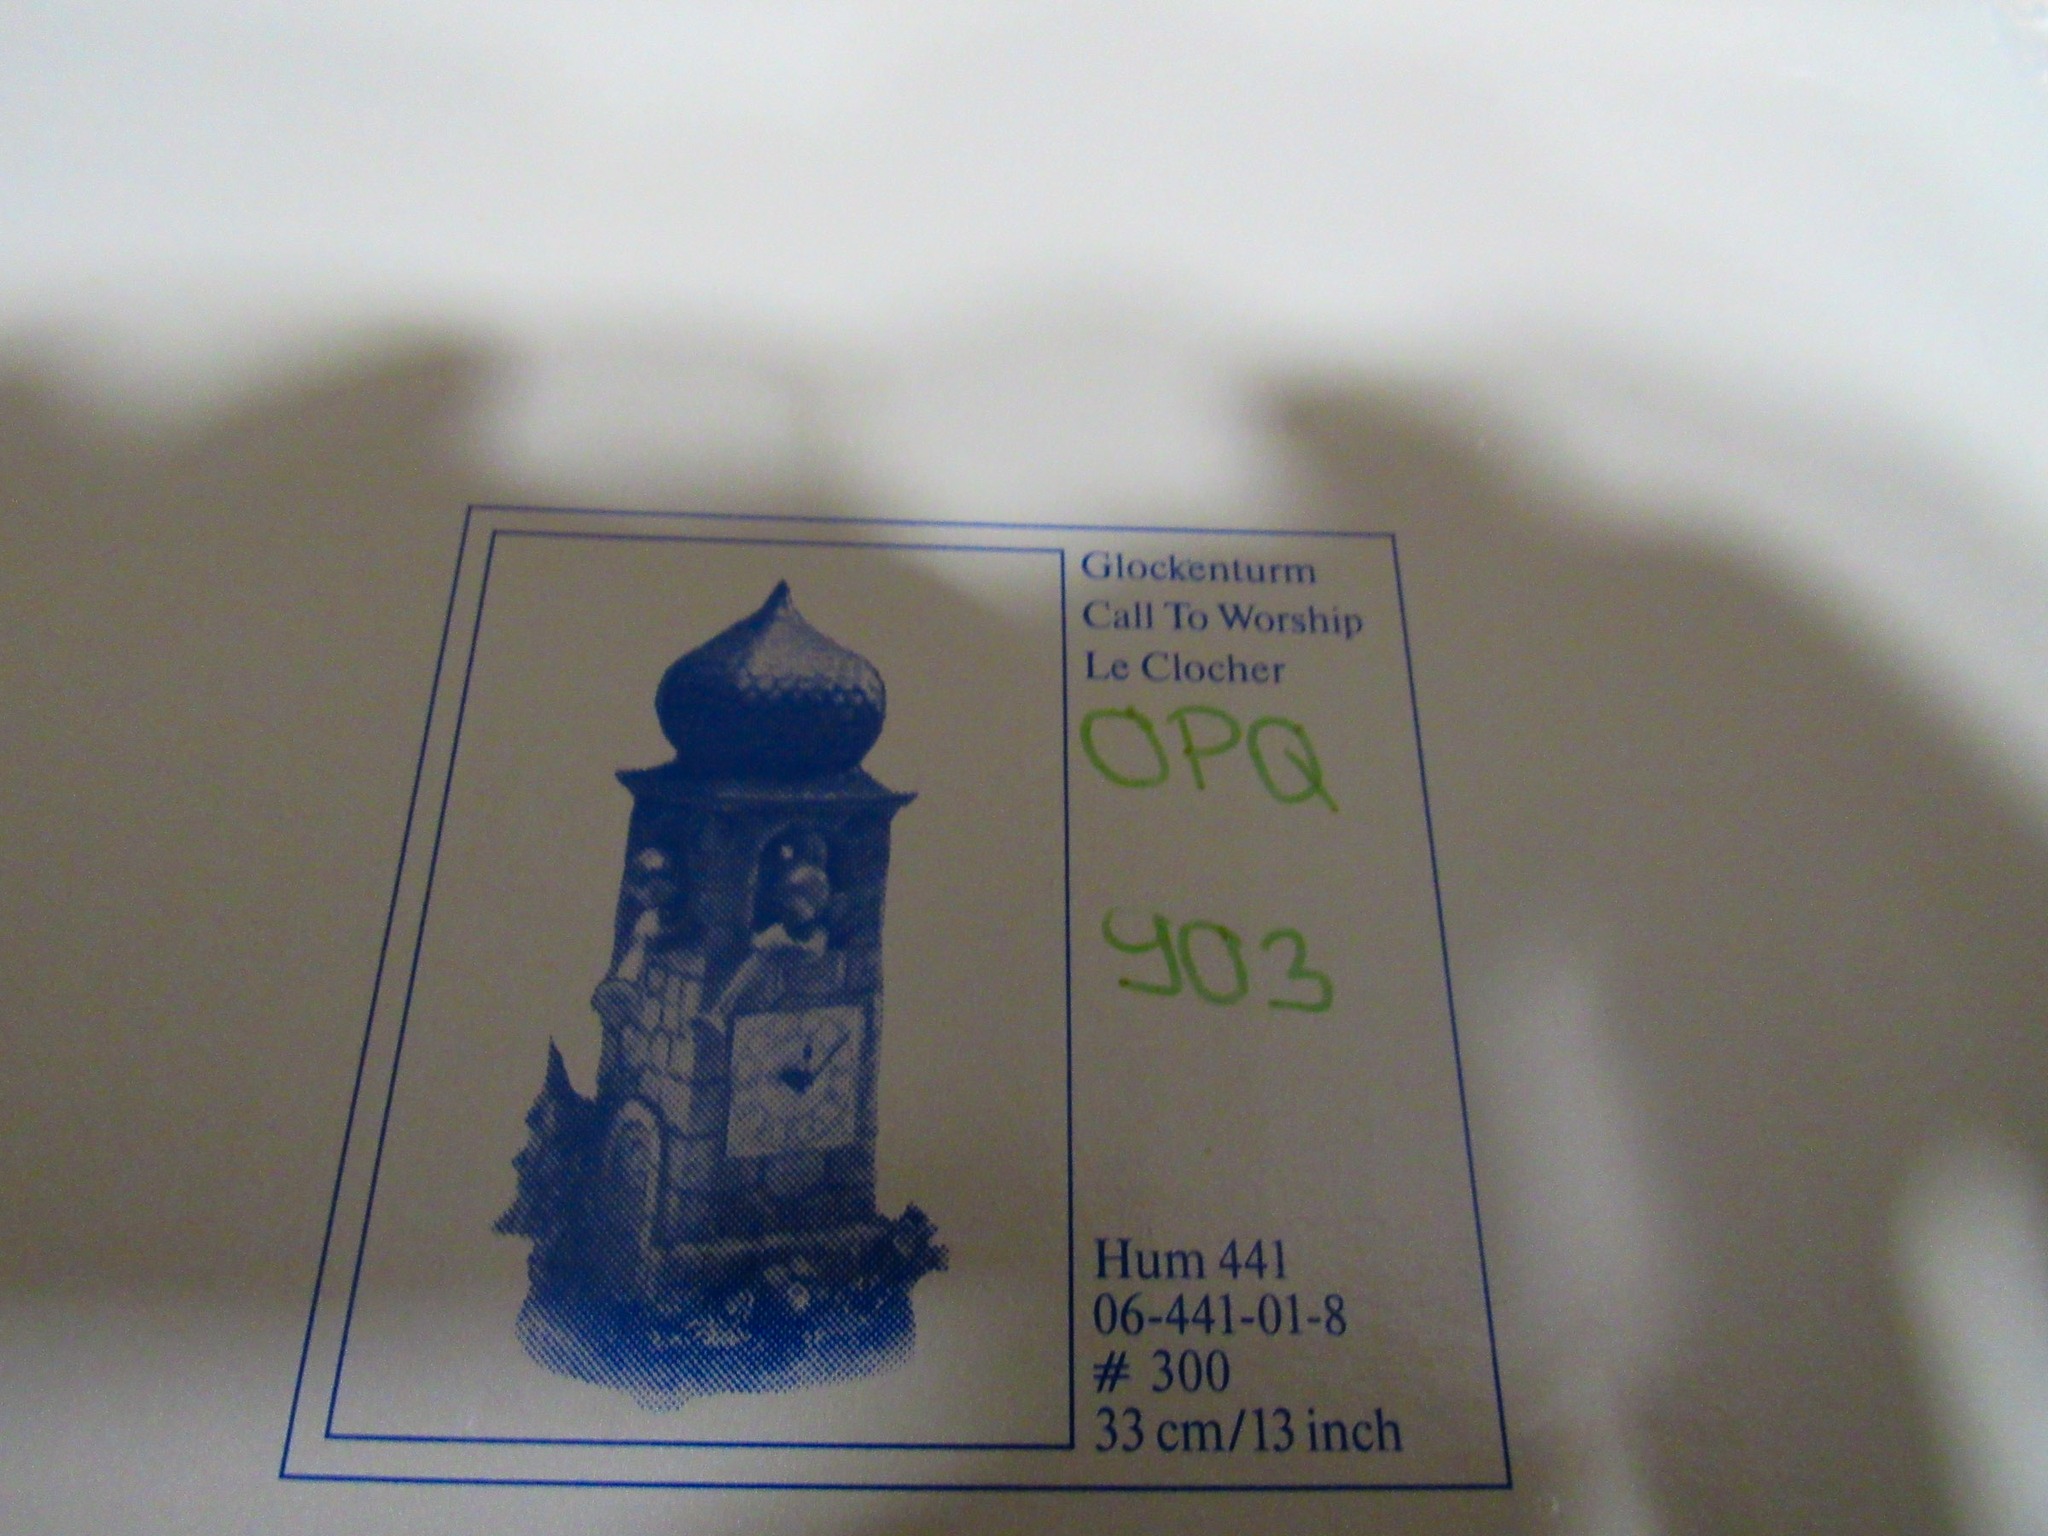 Glockenturm
Call To Worship
Le Clocher
OPQ
903
Hum 441
06-441-01-8
# 300
33 cm/13 inch